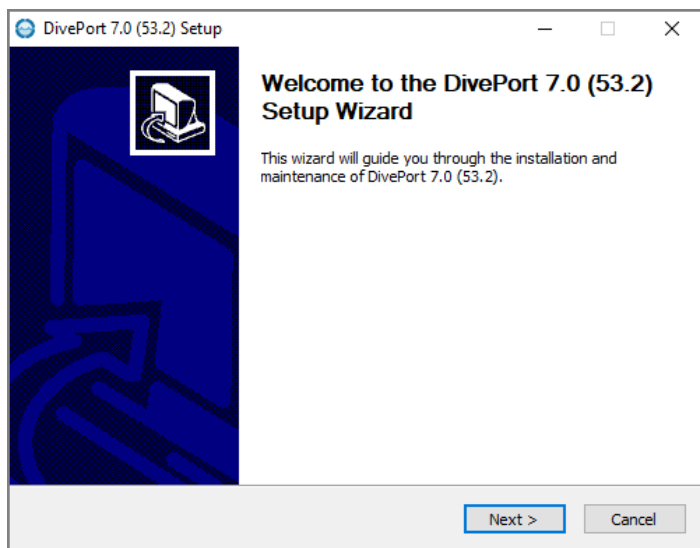 DivePort 7.0 (53.2) Setup
Welcome to the DivePort 7.0 (53.2)
Setup Wizard
This wizard will guide you through the installation and
maintenance of DivePort 7.0 (53.2).
Next >
Cancel